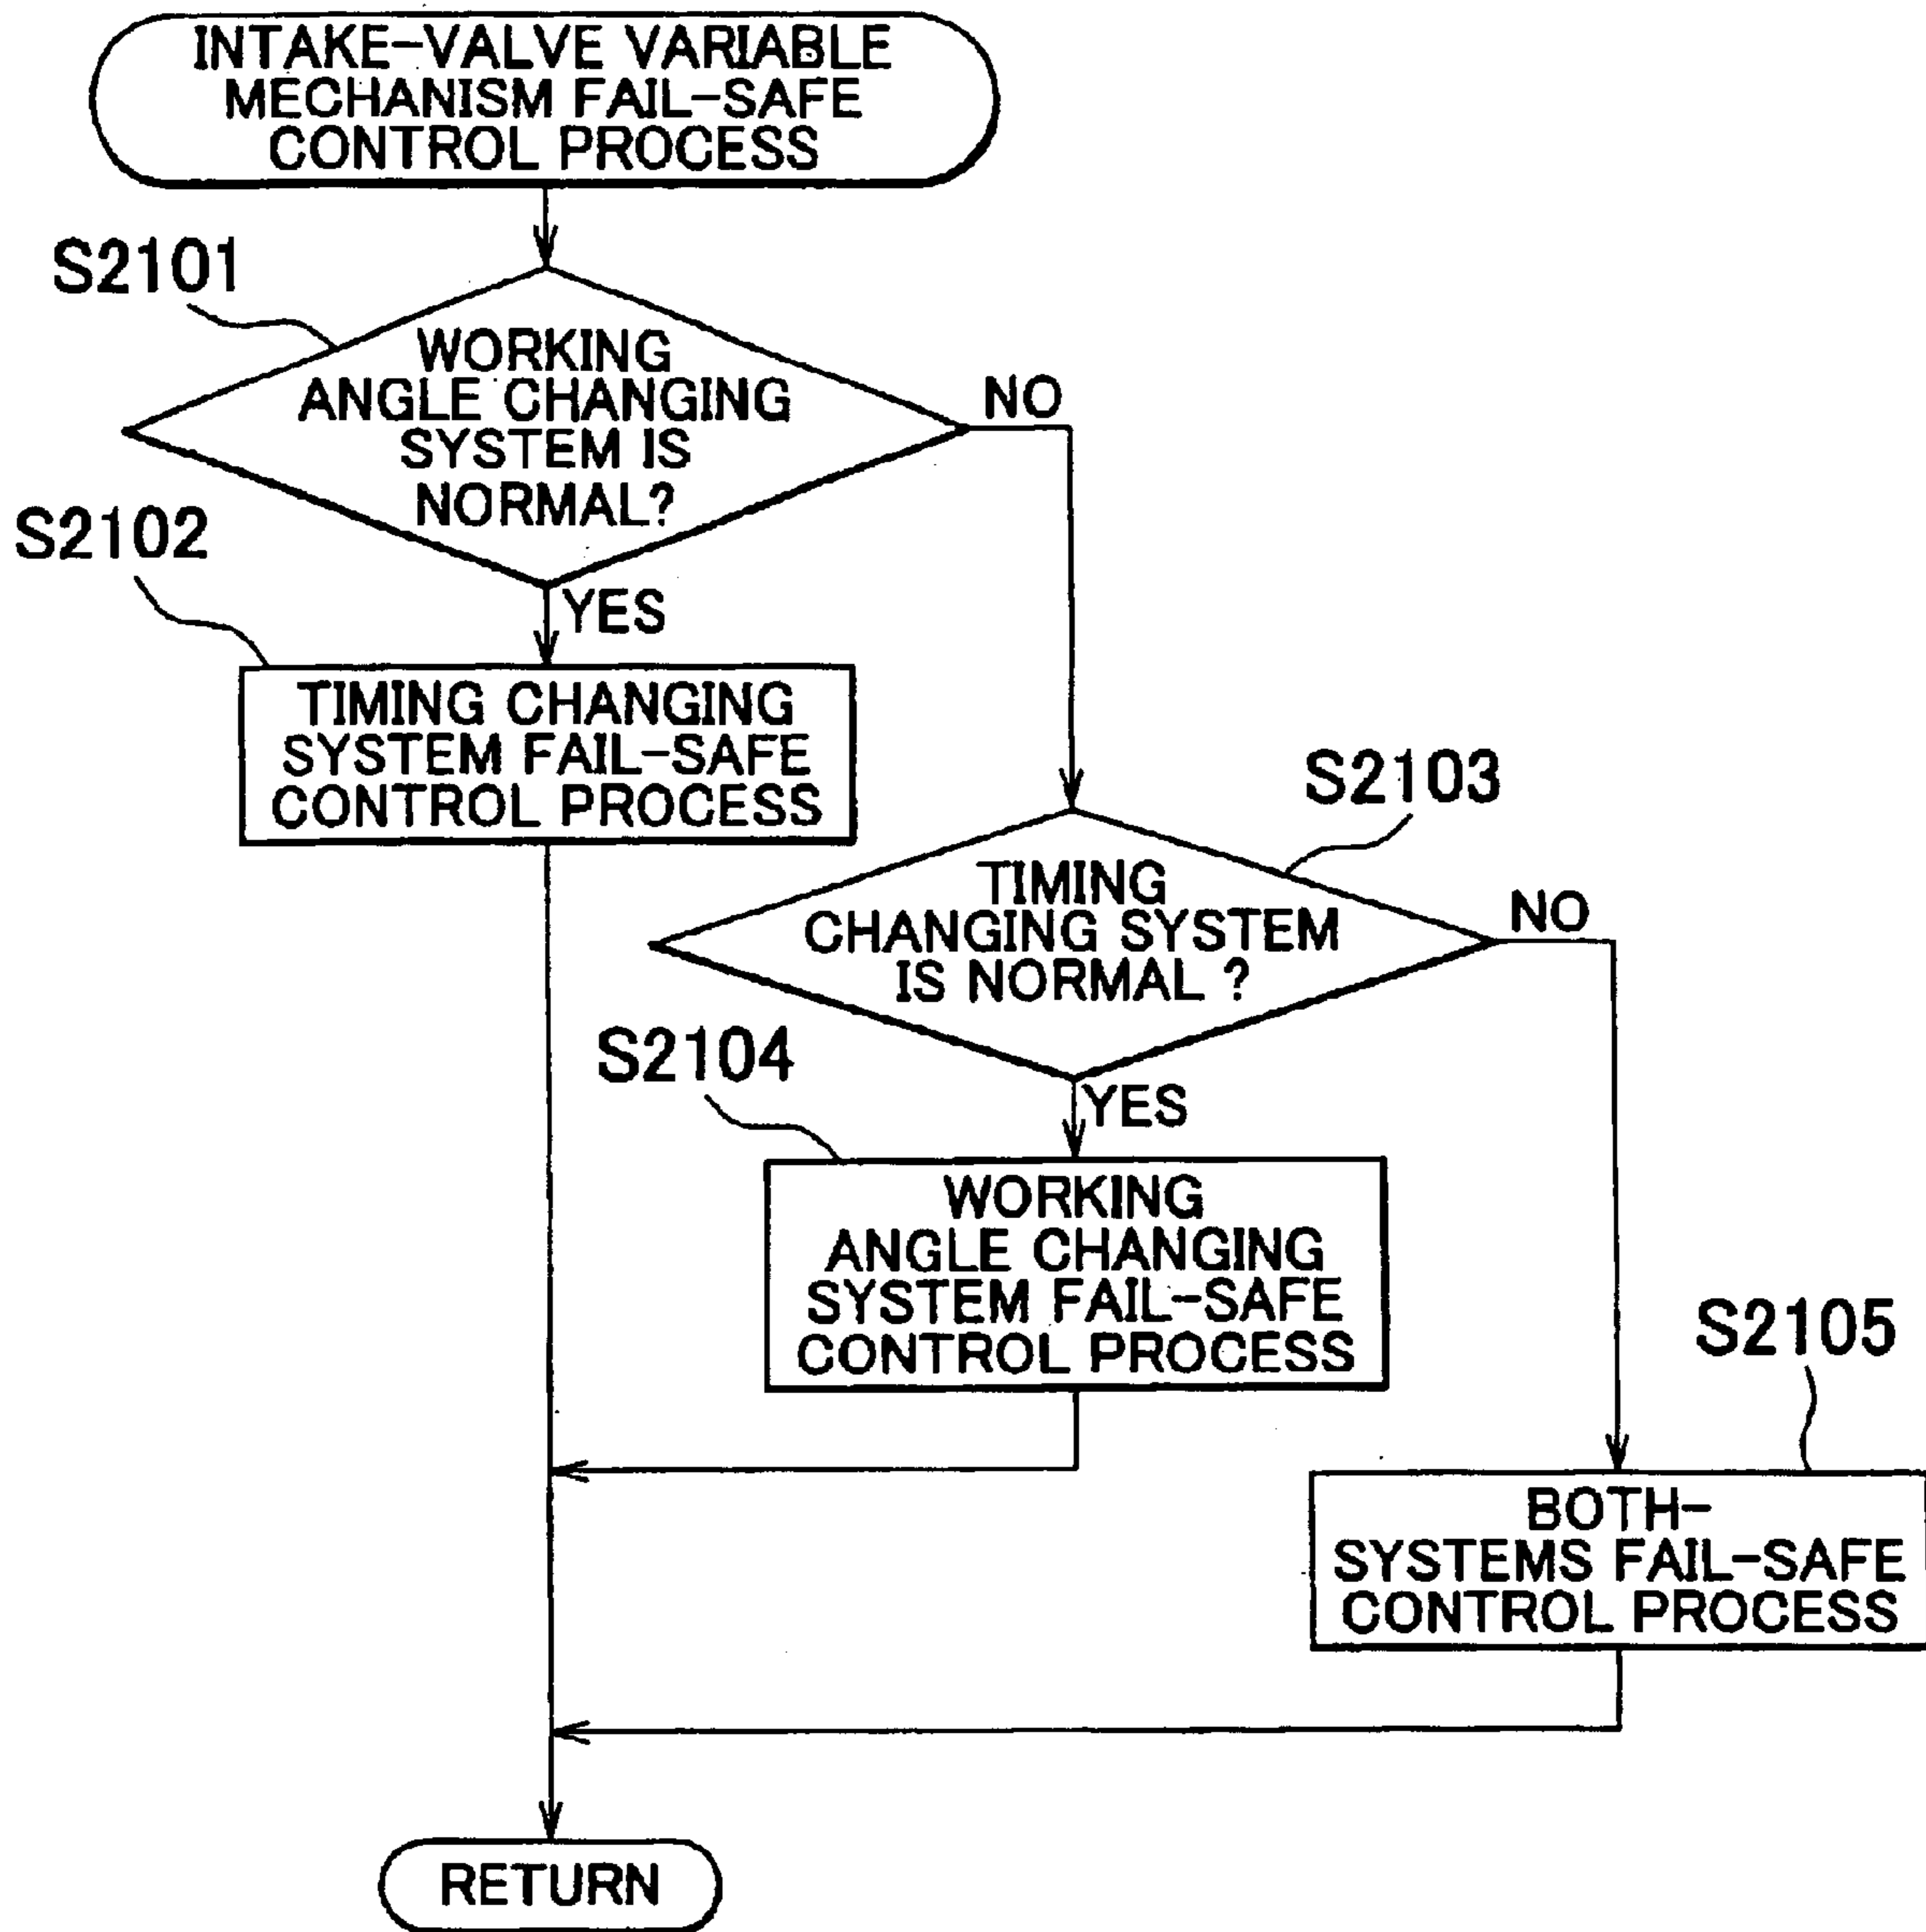 INTAKE-VALVE VARIABLE
MECHANISM FAIL-SAFE
CONTROL PROCESS
S2101
WORKING
ANGLE CHANGING
SYSTEM IS
NORMAL?
NO
S2102
YES
TIMING CHANGING
SYSTEM FAIL-SAFE
CONTROL PROCESS
S2103
TIMING
CHANGING SYSTEM
IS NORMAL ?
NO
S2104
YES
WORKING
ANGLE CHANGING
SYSTEM FAIL-SAFE
CONTROL PROCESS
S2105
BOTH-
SYSTEMS FAIL-SAFE
CONTROL PROCESS
RETURN